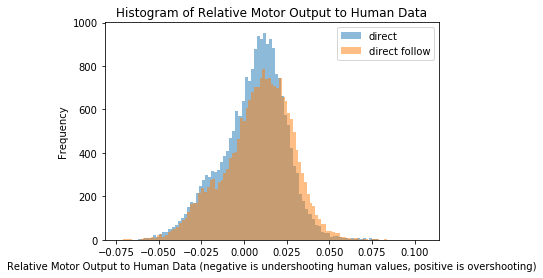 Histogram of Relative Motor Output to Human Data
1000
800
600
400
200
0
Frequency
direct
direct follow
−0.075 −0.050 −0.025 0.000 0.025 0.050 0.075 0.100
Relative Motor Output to Human Data (negative is undershooting human values, positive is overshooting)